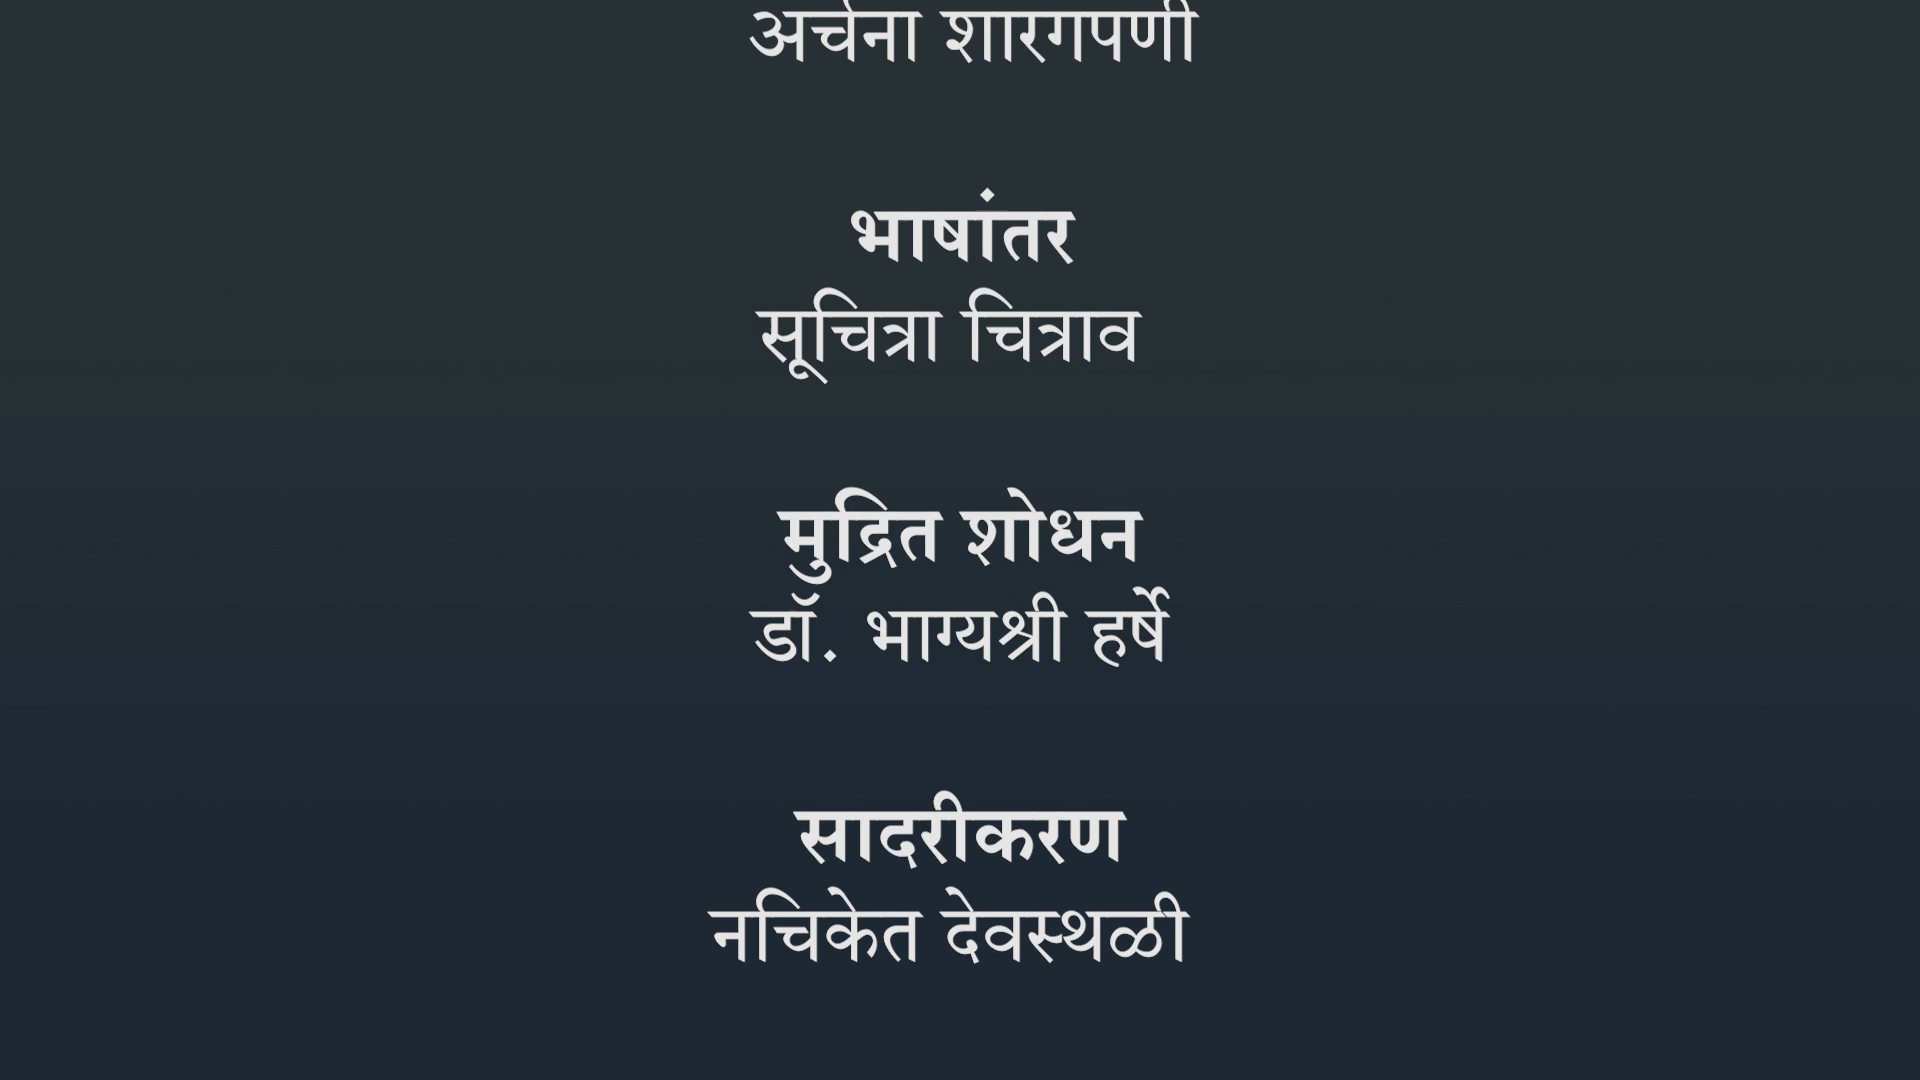 अर्चना शारंगपाणी
भाषांतर
सूचित्रा चित्राव
मुद्रित शोधन
डॉ. भाग्यश्री हर्षे
सादरीकरण
नचिकेत देवस्थळी